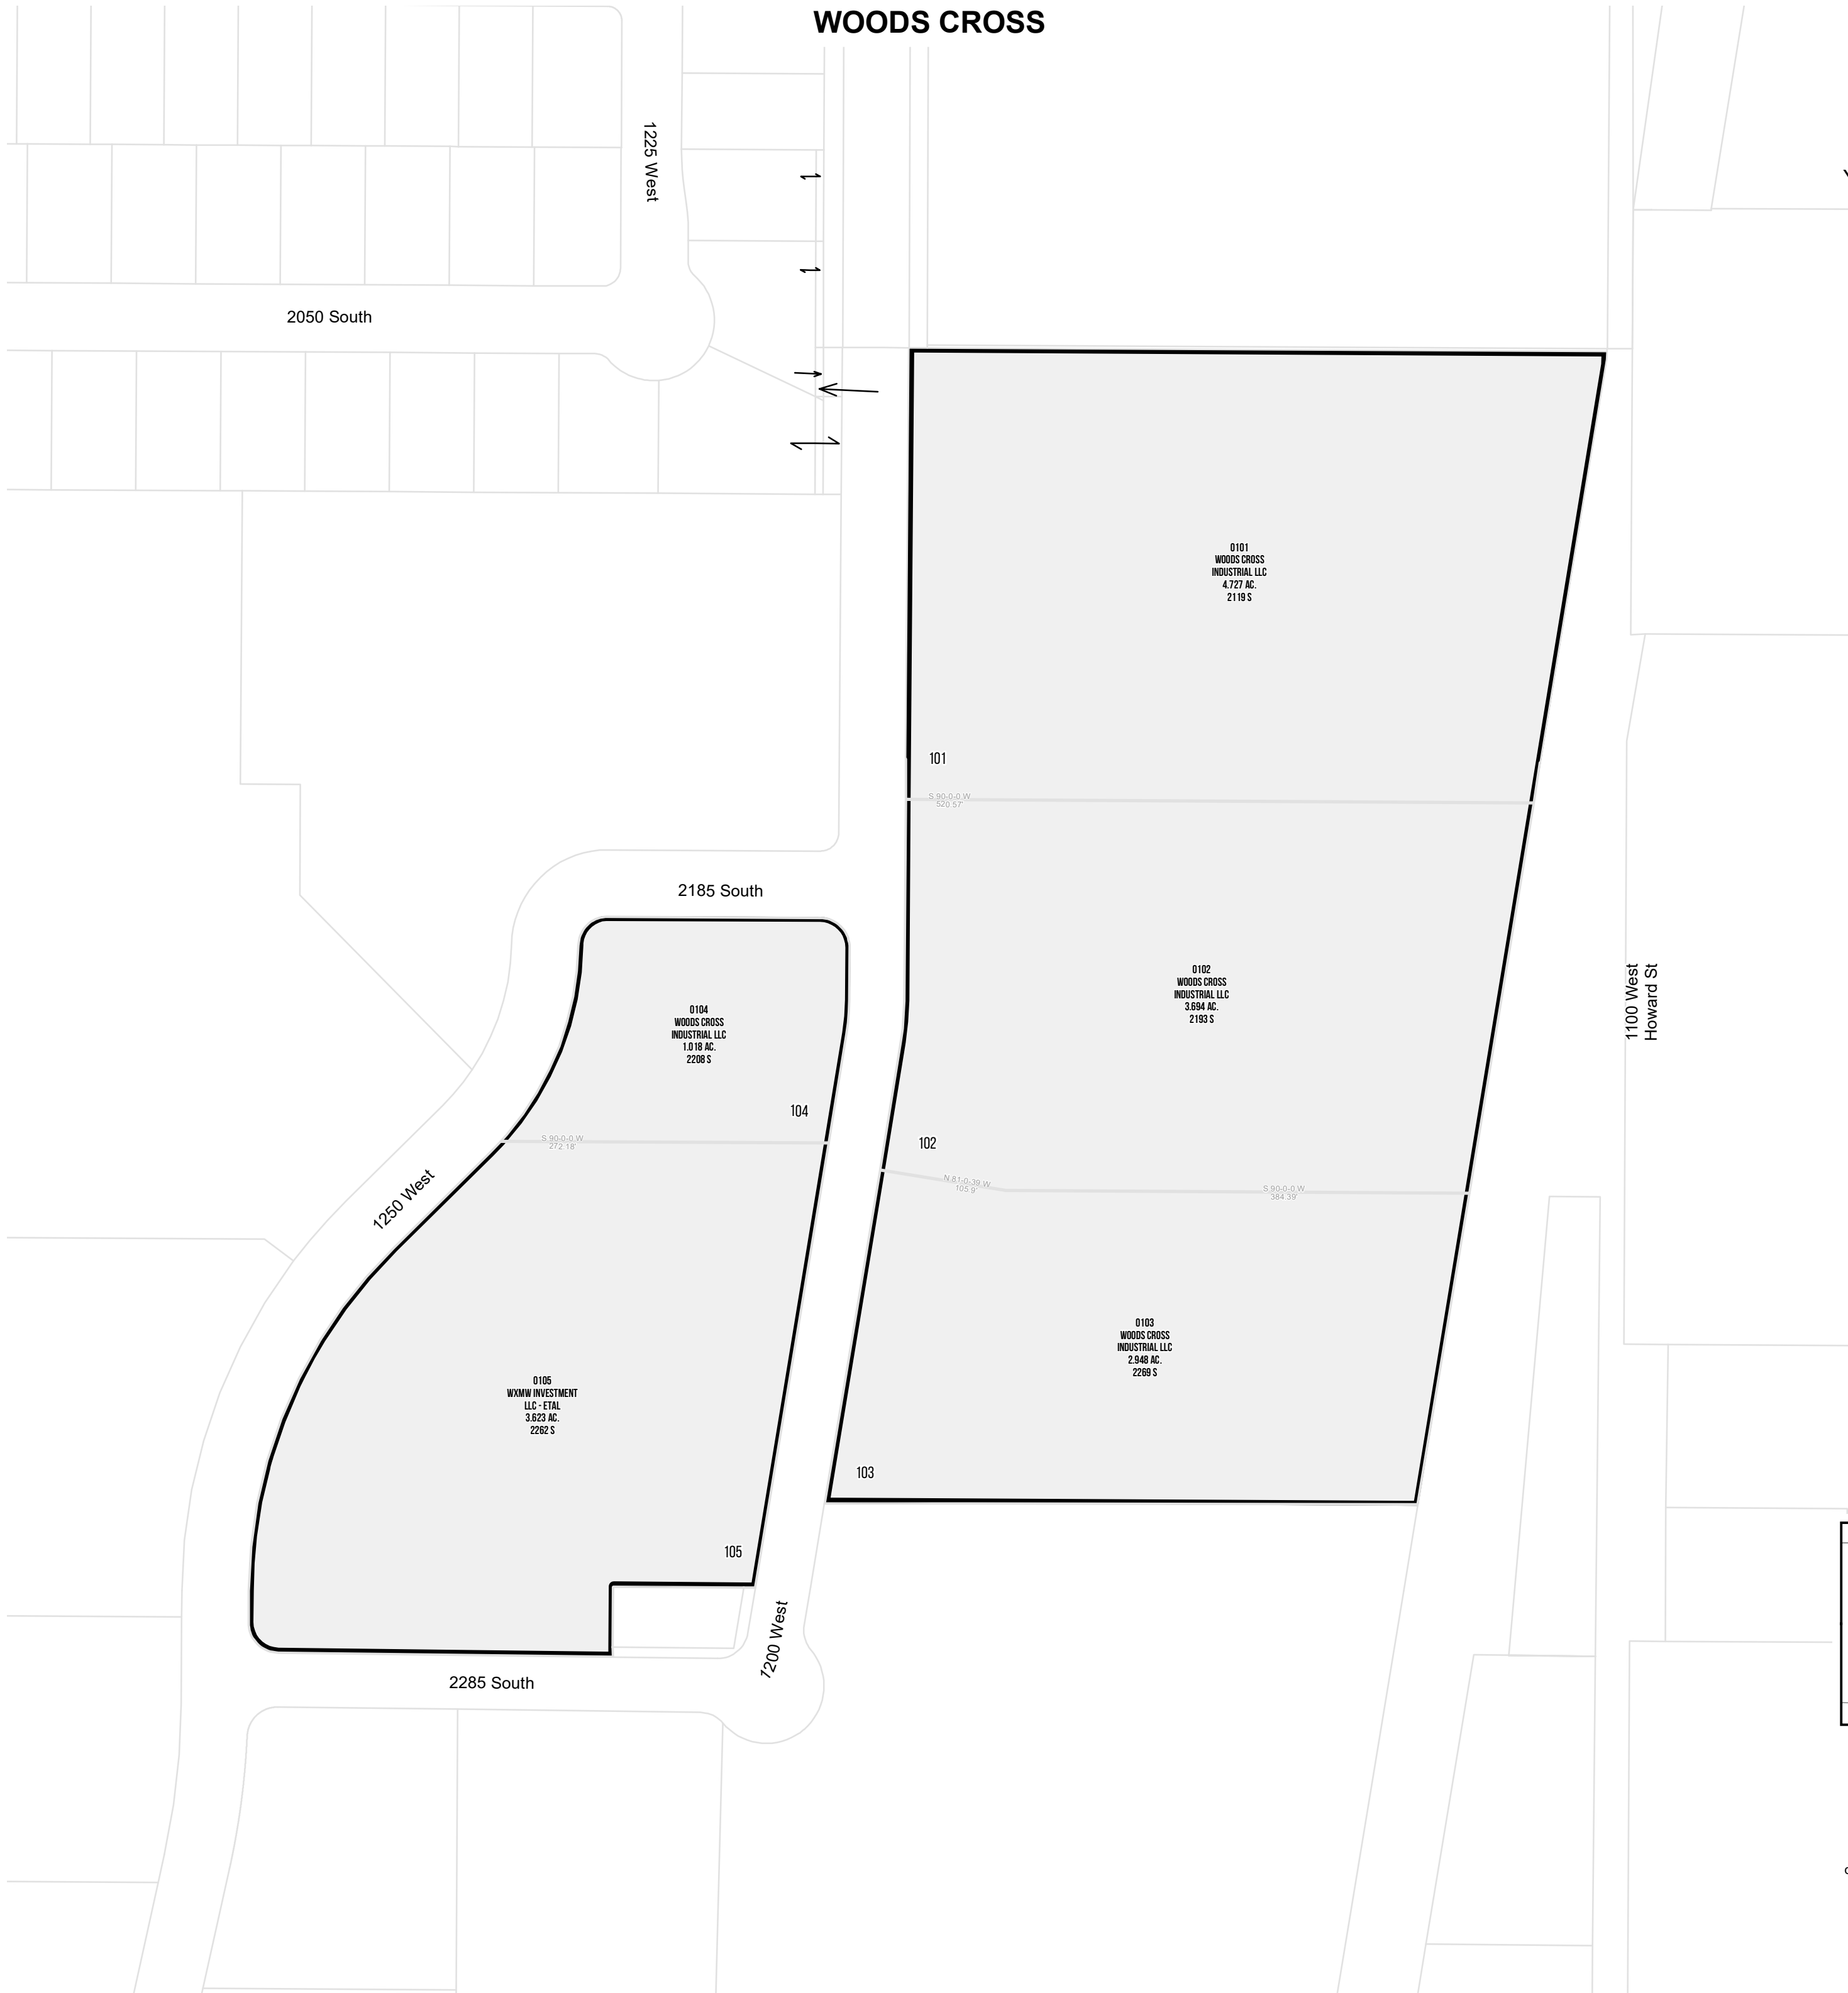 WOODS CROSS
1225 West
2050 South
0101
WOODS CROSS
INDUSTRIAL LLC
4.727 AC.
2119 S
101
S 90-0-0 W
520 57'
2185 South
0102
WOODS CROSS
INDUSTRIAL LLC
3.694 AC.
2193 S
1100 West
Howard St
0104
WOODS CROSS
INDUSTRIAL LLC
1.018 AC.
2208 S
104
S 90-0-0 W
272 18'
102
N 81-0-39 W
105 9'
S 90-0-0 W
384.39'
1250 West
0103
WOODS CROSS
INDUSTRIAL LLC
2.948 AC.
2269 S
0105
WXMW INVESTMENT
LLC - ETAL
3.623 AC.
2262 S
103
105
1200 West
2285 South